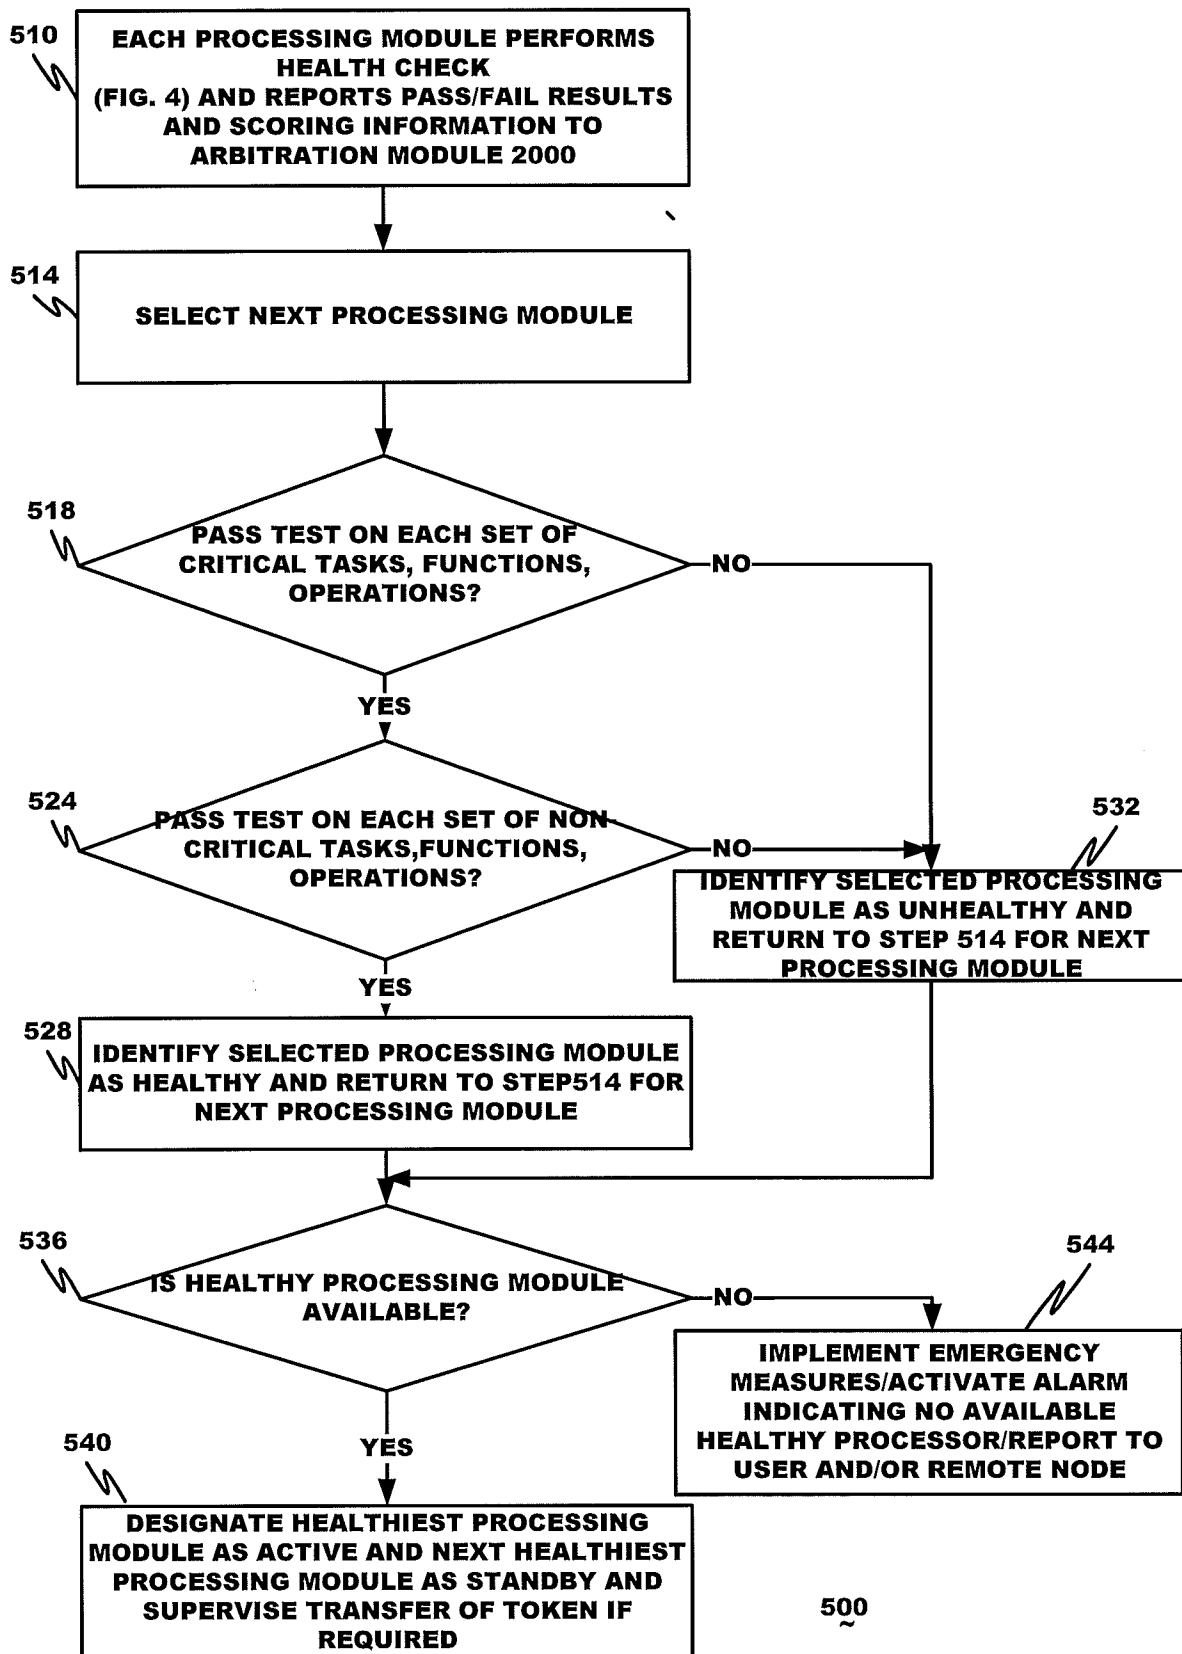 510
EACH PROCESSING MODULE PERFORMS
HEALTH CHECK
(FIG. 4) AND REPORTS PASS/FAIL RESULTS
AND SCORING INFORMATION TO
ARBITRATION MODULE 2000
514
SELECT NEXT PROCESSING MODULE
518
PASS TEST ON EACH SET OF
CRITICAL TASKS, FUNCTIONS,
OPERATIONS?
NO
YES
524
PASS TEST ON EACH SET OF NON-
CRITICAL TASKS,FUNCTIONS,
OPERATIONS?
NO
532
IDENTIFY SELECTED PROCESSING
MODULE AS UNHEALTHY AND
RETURN TO STEP 514 FOR NEXT
PROCESSING MODULE
YES
528
IDENTIFY SELECTED PROCESSING MODULE
AS HEALTHY AND RETURN TO STEP514 FOR
NEXT PROCESSING MODULE
536
IS HEALTHY PROCESSING MODULE
AVAILABLE?
NO
544
IMPLEMENT EMERGENCY
MEASURES/ACTIVATE ALARM
INDICATING NO AVAILABLE
HEALTHY PROCESSOR/REPORT TO
USER AND/OR REMOTE NODE
YES
540
DESIGNATE HEALTHIEST PROCESSING
MODULE AS ACTIVE AND NEXT HEALTHIEST
PROCESSING MODULE AS STANDBY AND
SUPERVISE TRANSFER OF TOKEN IF
REQUIRED
500